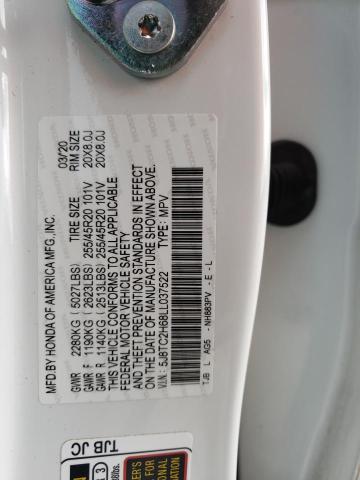 MFD.BY HONDA OF AMERICA MFG.,INC. 03/20
TIRE SIZE RIM SIZE
GVWR 2280KG (5027LBS)
GAWR F 1190KG (2623LBS) 255/45R20 101V 20X8.0J
GAWR R 1140KG (2513LBS) 255/45R20 101V 20X8.0J
THIS VEHICLE CONFORMS TO ALL APPLICABLE
FEDERAL MOTOR VEHICLE SAFETY
AND THEFT PREVENTION STANDARDS IN EFFECT
ON THE DATE OF MANUFACTURE SHOWN ABOVE.
V.I.N.: 5J8TC2H68LL037522 TYPE: MPV
TJB L AG5 - NH883PV - E - L
TJB JC